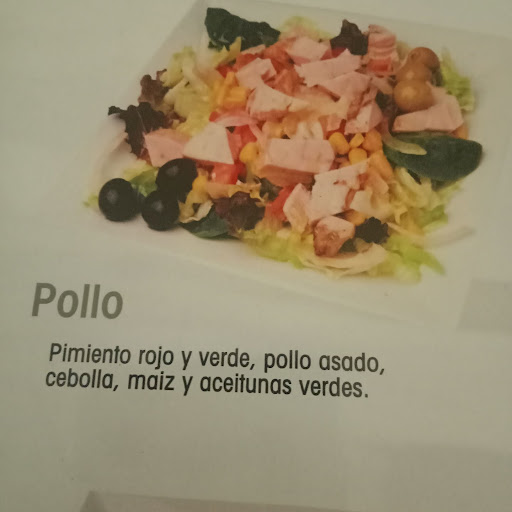 Pollo
Pimiento rojo y verde, pollo asado,
cebolla, maiz y aceitunas verdes.